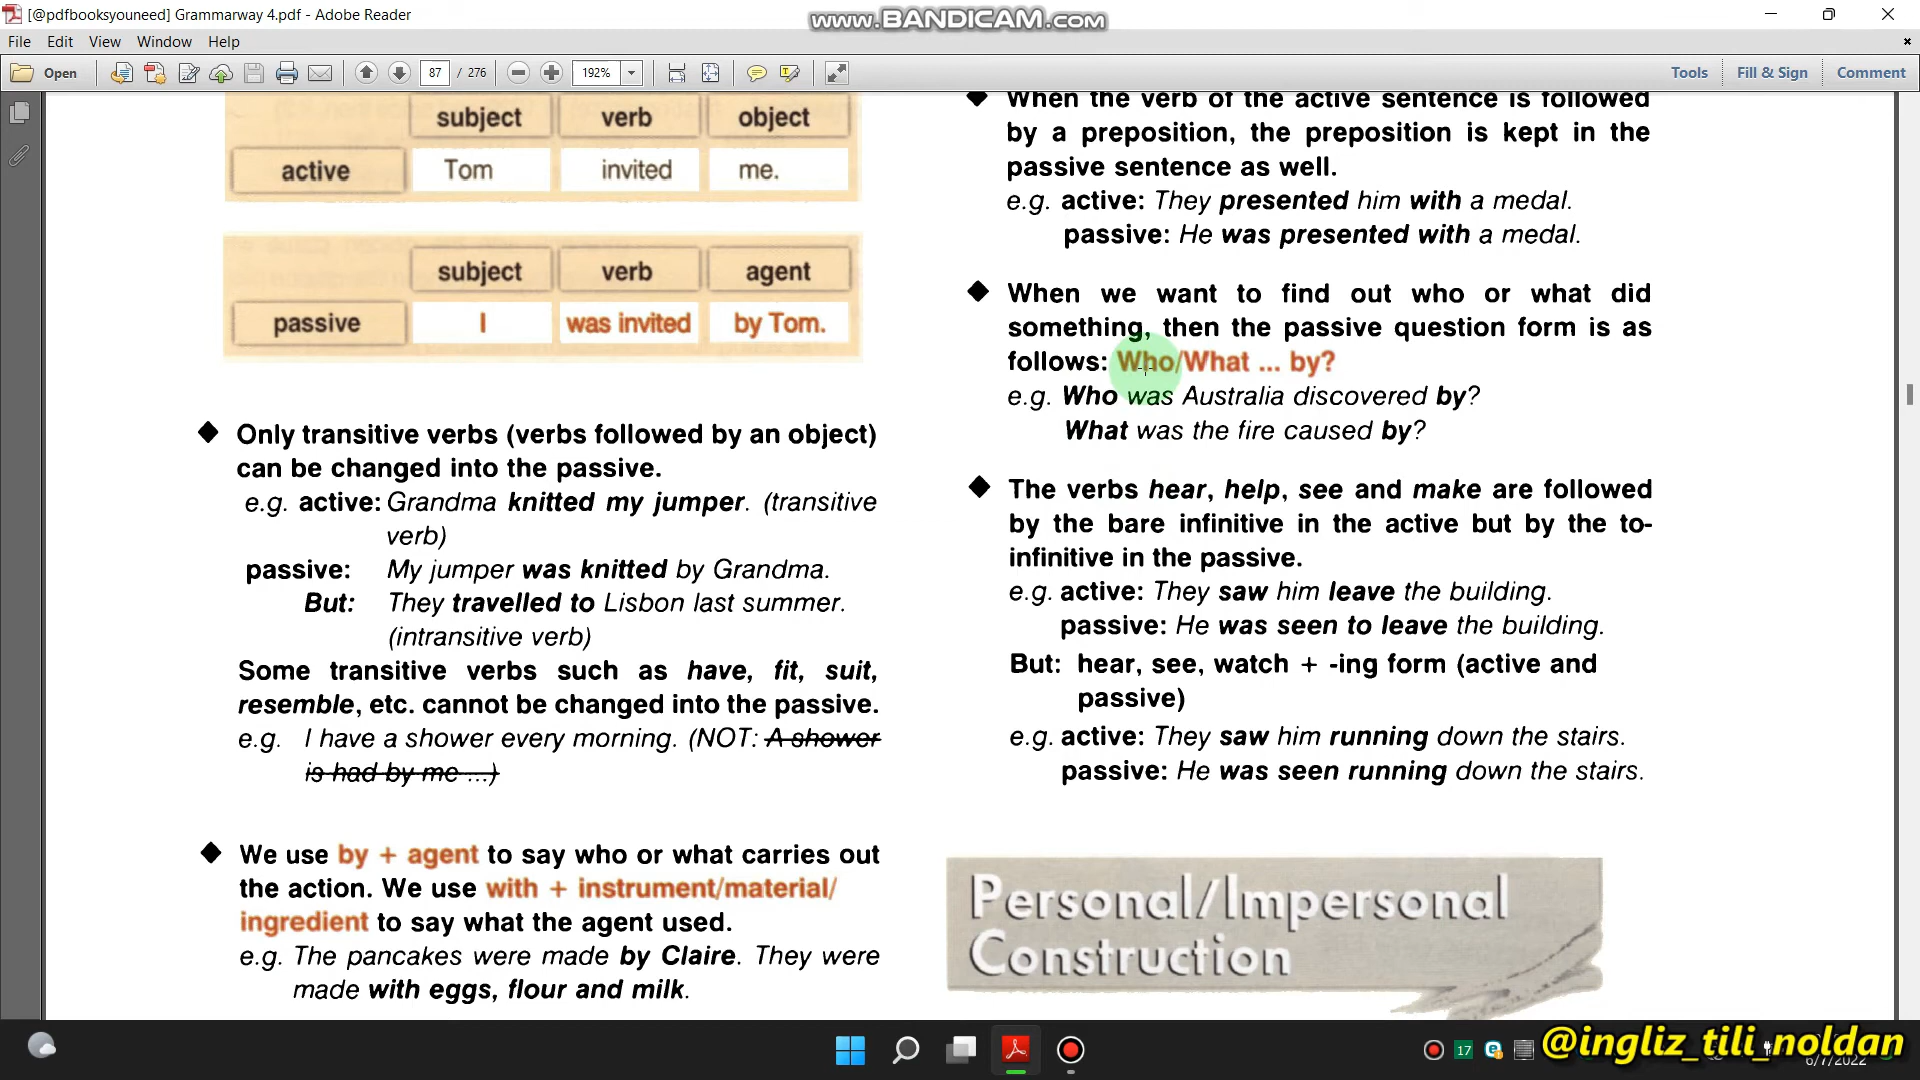 [@pdfbooksyouneed] Grammarway 4.pdf - Adobe Reader
www.BANDICAM.com
File Edit View Window Help
Open 87 / 276 192% Tools Fill & Sign Comment
subject verb object
active Tom invited me.
subject verb agent
passive I was invited by Tom.
Only transitive verbs (verbs followed by an object)
can be changed into the passive.
e.g. active: Grandma knitted my jumper. (transitive
verb)
passive: My jumper was knitted by Grandma.
But: They travelled to Lisbon last summer.
(intransitive verb)
Some transitive verbs such as have, fit, suit,
resemble, etc. cannot be changed into the passive.
e.g. I have a shower every morning. (NOT: A shower
is had by me ...)
We use by + agent to say who or what carries out
the action. We use with + instrument/material/
ingredient to say what the agent used.
e.g. The pancakes were made by Claire. They were
made with eggs, flour and milk.
When the verb of the active sentence is followed
by a preposition, the preposition is kept in the
passive sentence as well.
e.g. active: They presented him with a medal.
passive: He was presented with a medal.
When we want to find out who or what did
something, then the passive question form is as
follows: Who/What ... by?
e.g. Who was Australia discovered by?
What was the fire caused by?
The verbs hear, help, see and make are followed
by the bare infinitive in the active but by the to-
infinitive in the passive.
e.g. active: They saw him leave the building.
passive: He was seen to leave the building.
But: hear, see, watch + -ing form (active and
passive)
e.g. active: They saw him running down the stairs.
passive: He was seen running down the stairs.
Personal/Impersonal
Construction
17
@ingliz_tili_noldan
6/7/2022